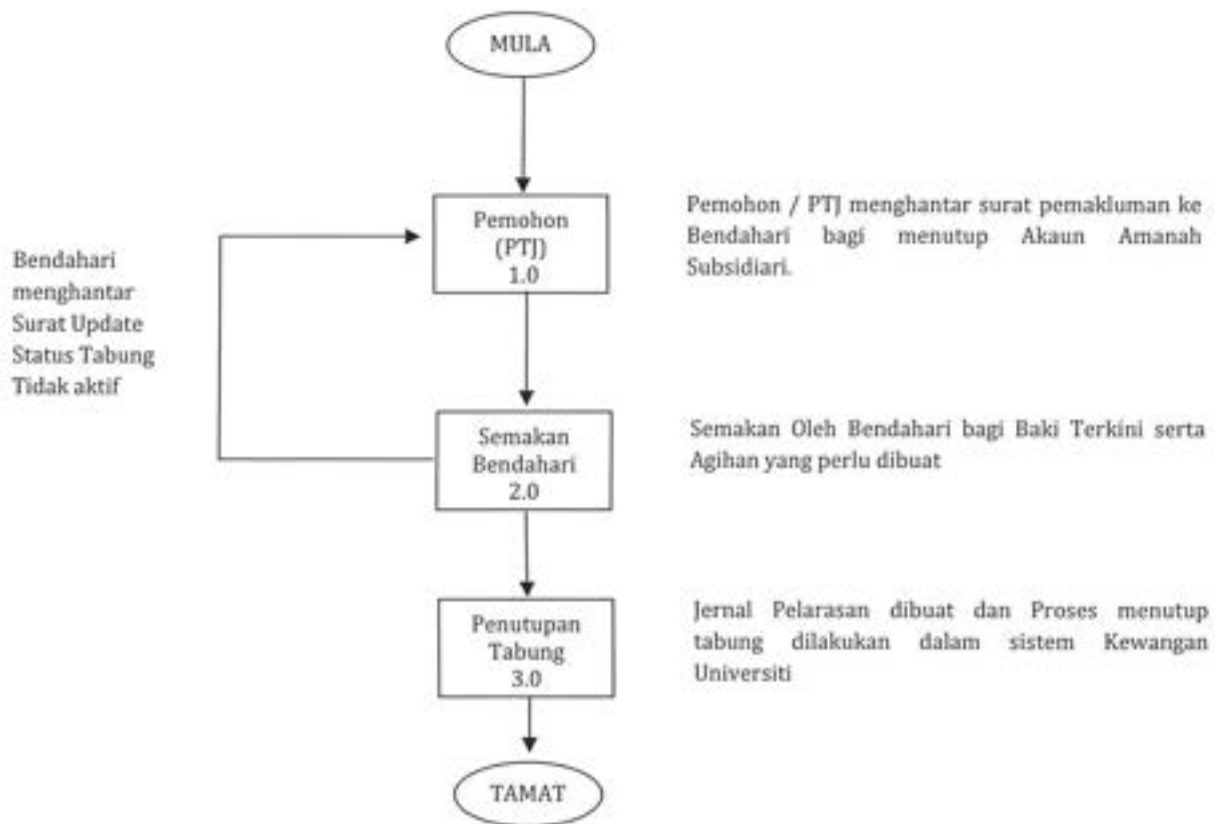 MULA
Pemohon
(PTJ)
1.0
Pemohon / PTJ menghantar surat pemakluman ke
Bendahari bagi menutup Akaun Amanah
Subsidiari.
Bendahari
menghantar
Surat Update
Status Tabung
Tidak aktif
Semakan
Bendahari
2.0
Semakan Oleh Bendahari bagi Baki Terkini serta
Agihan yang perlu dibuat
Penutupan
Tabung
3.0
Jernal Pelarasan dibuat dan Proses menutup
tabung dilakukan dalam sistem Kewangan
Universiti
TAMAT